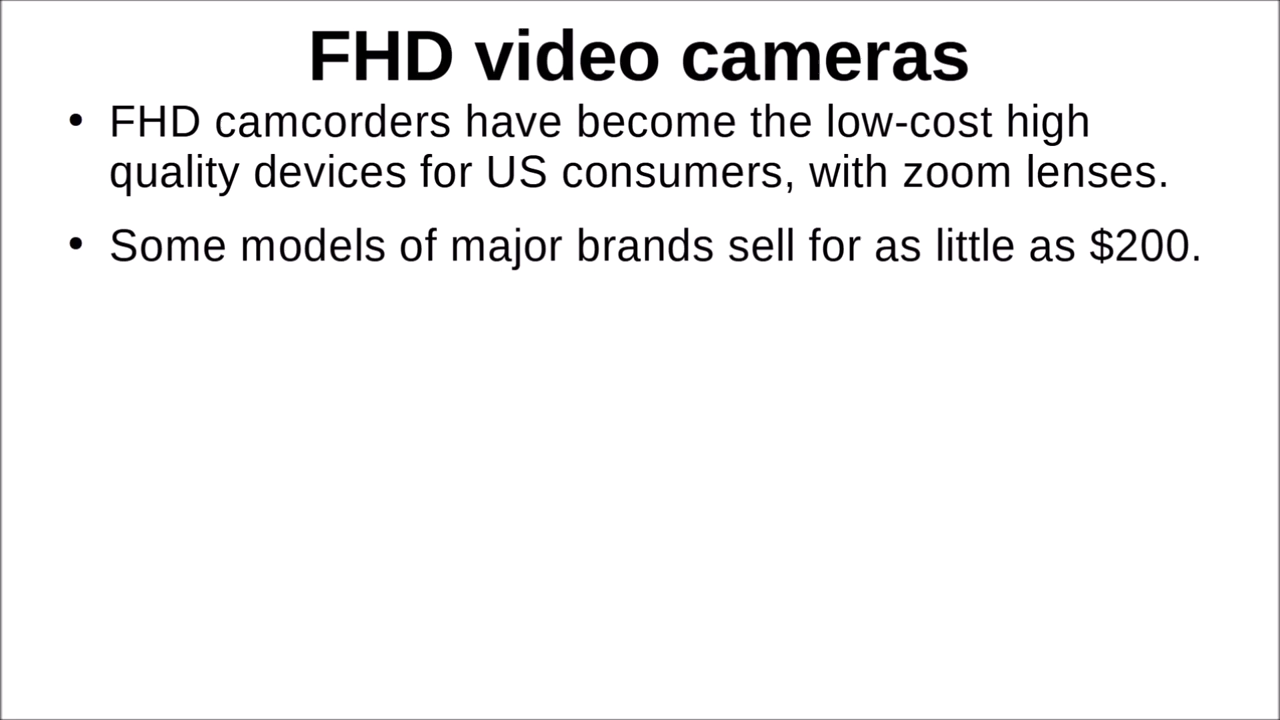 FHD video cameras
• FHD camcorders have become the low-cost high
quality devices for US consumers, with zoom lenses.
• Some models of major brands sell for as little as $200.